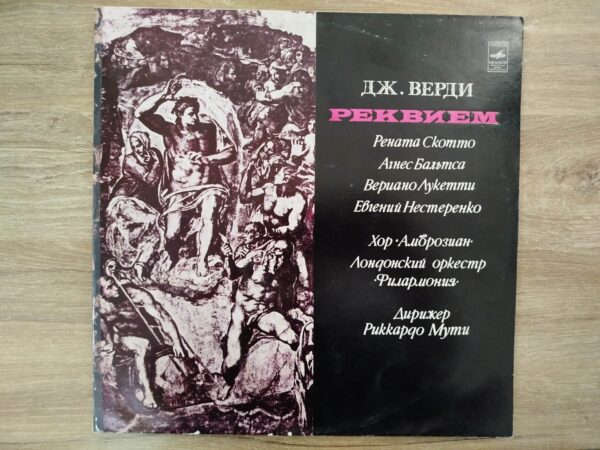 ДЖ. ВЕРДИ
РЕКВИЕМ
Рената Скотто
Агнес Бальтса
Вериано Лукетти
Евгений Нестеренко
Хор •Амброзиан•
Лондонский оркестр
•Филармония•
Дирижер
Риккардо Мути